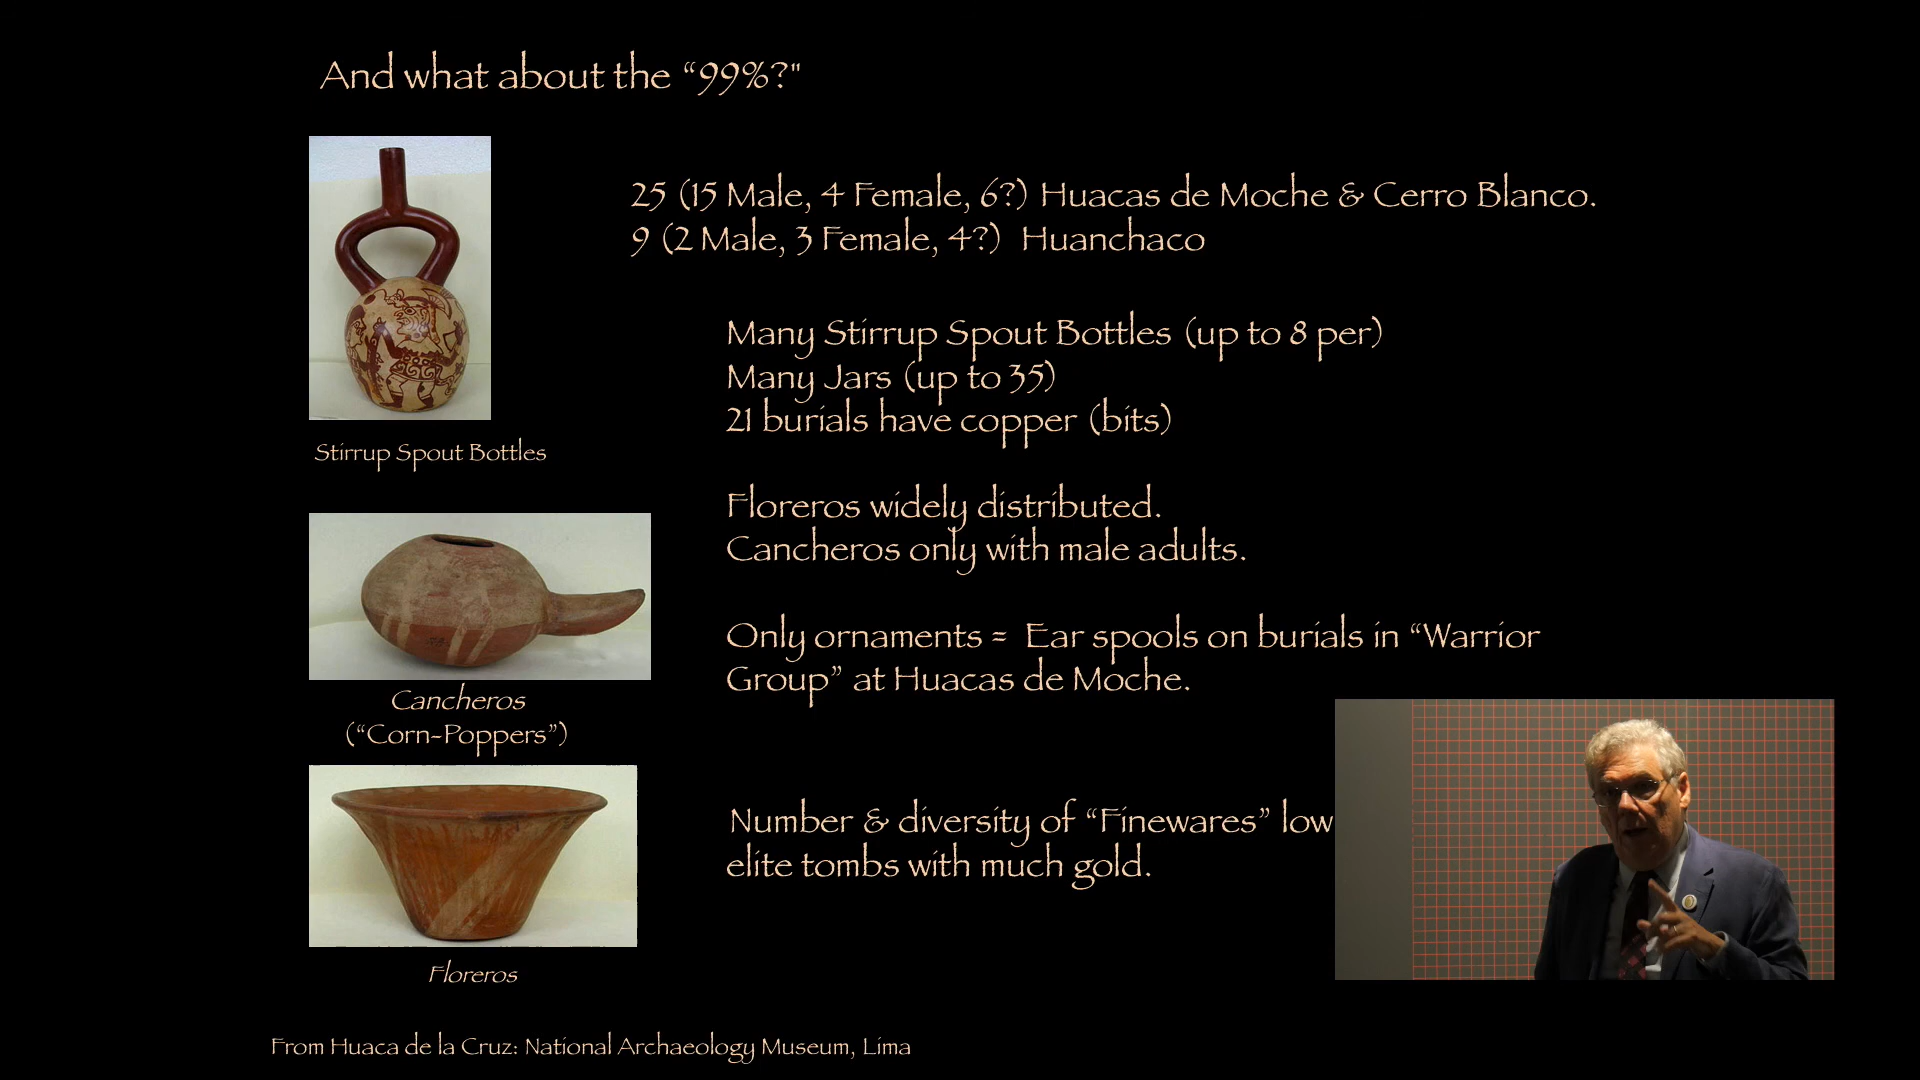 And what about the “99%?"
25 (15 Male, 4 Female, 6?) Huacas de Moche & Cerro Blanco.
9 (2 Male, 3 Female, 4?) Huanchaco
Many Stirrup Spout Bottles (up to 8 per)
Many Jars (up to 35)
21 burials have copper (bits)
Stirrup Spout Bottles
Floreros widely distributed.
Cancheros only with male adults.
Only ornaments = Ear spools on burials in “Warrior
Group” at Huacas de Moche.
Cancheros
(“Corn-Poppers”)
Number & diversity of “Finewares” low
elite tombs with much gold.
Floreros
From Huaca de la Cruz: National Archaeology Museum, Lima